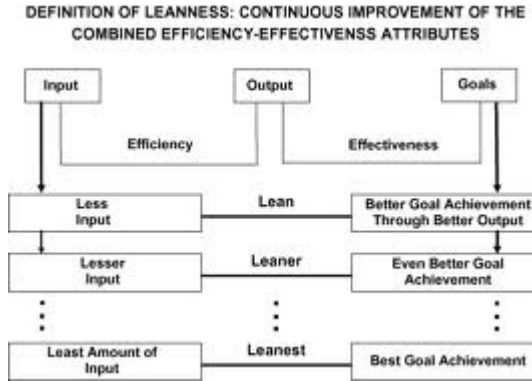 DEFINITION OF LEANNESS: CONTINUOUS IMPROVEMENT OF THE
COMBINED EFFICIENCY-EFFECTIVENSS ATTRIBUTES
Input
Output
Goals
Efficiency
Effectiveness
Less
Input
Lean
Better Goal Achievement
Through Better Output
Lesser
Input
Leaner
Even Better Goal
Achievement
Least Amount of
Input
Leanest
Best Goal Achievement